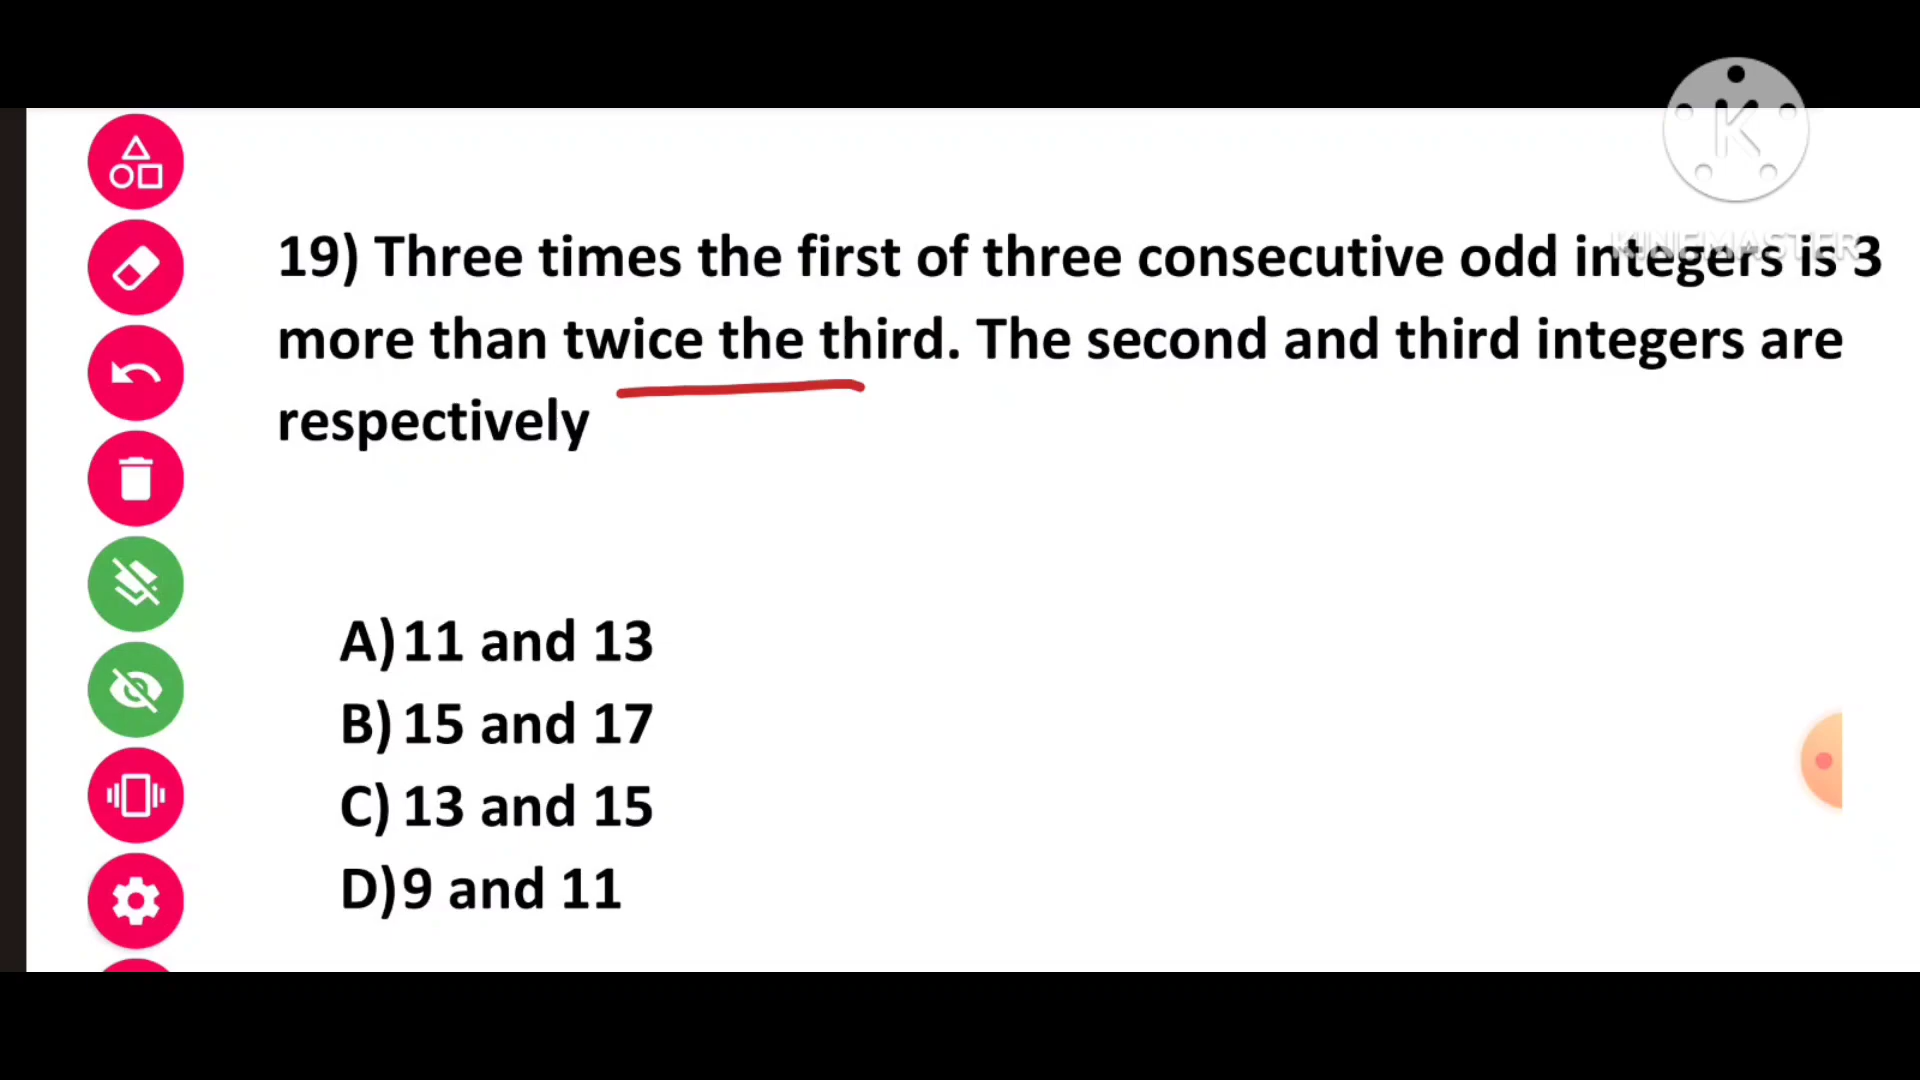 K
KINEMASTER
19) Three times the first of three consecutive odd integers is 3
more than twice the third. The second and third integers are
respectively
A) 11 and 13
B) 15 and 17
C) 13 and 15
D) 9 and 11